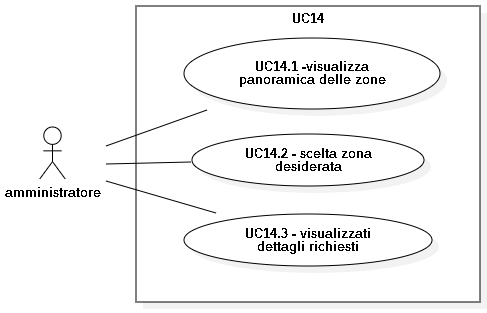 UC14
UC14.1 -visualizza
panoramica delle zone
UC14.2 - scelta zona
desiderata
amministratore
UC14.3 - visualizzati
dettagli richiesti